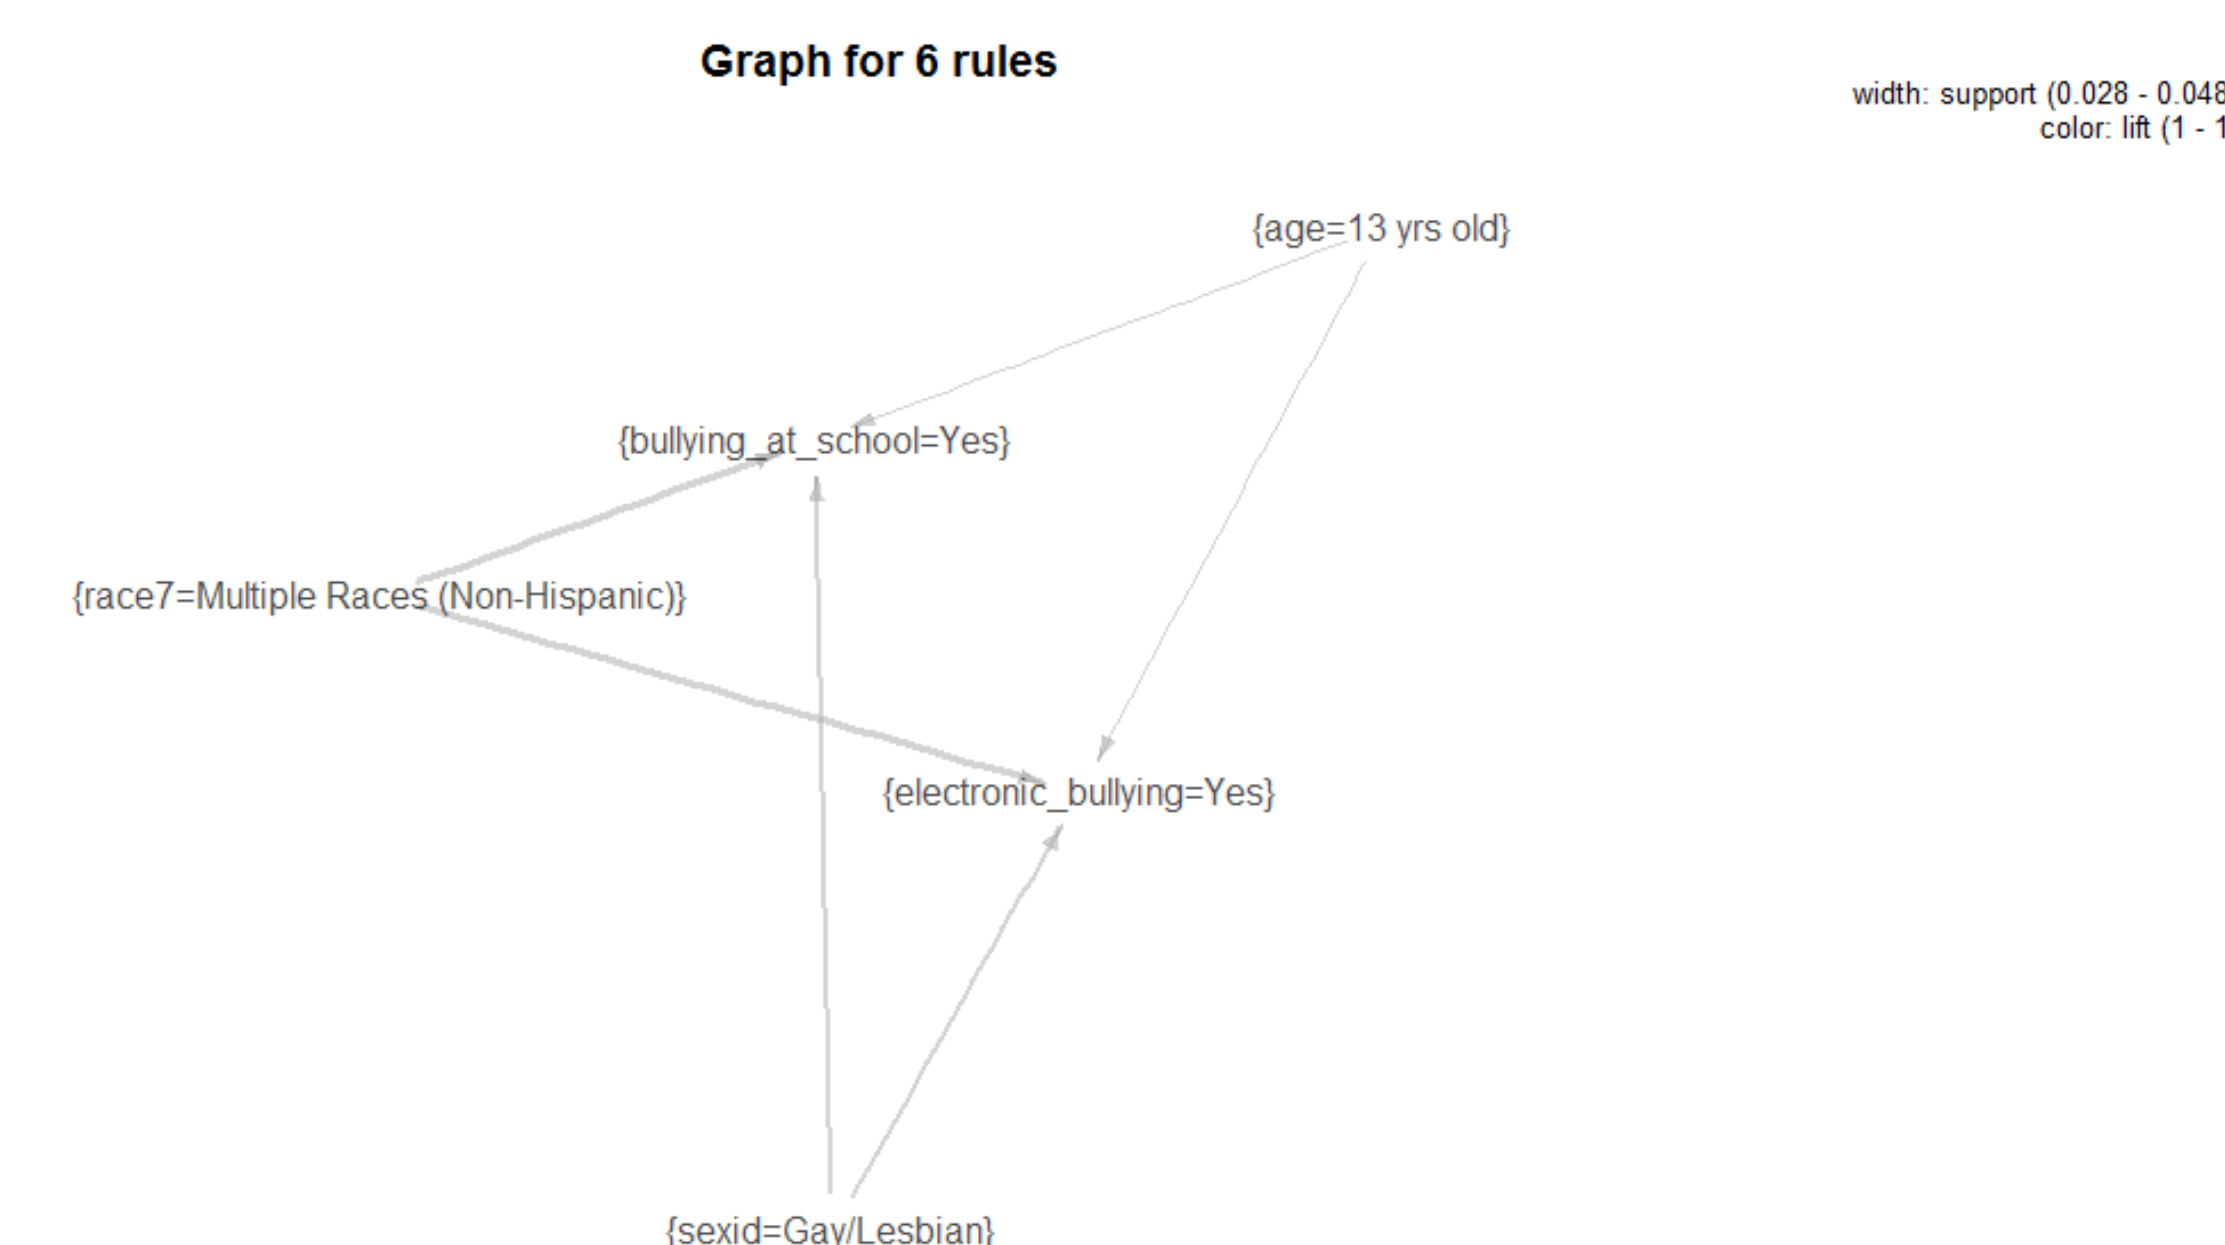 Graph for 6 rules
width: support (0.028 - 0.048
color: lift (1 - 1
{age=13 yrs old}
{bullying_at_school=Yes}
{race7=Multiple Races (Non-Hispanic)}
{electronic_bullying=Yes}
{sexid=Gay/Lesbian}